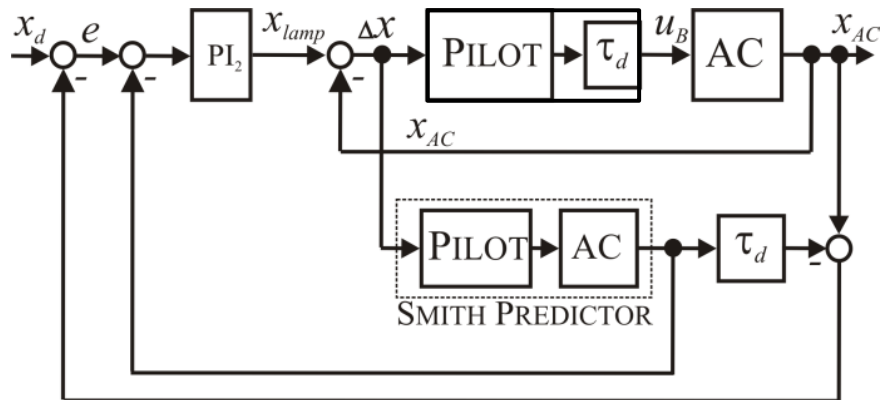 x_d e - - PI₂ x_lamp - Δx PILOT τ_d u_B AC x_AC
x_AC
PILOT AC τ_d -
SMITH PREDICTOR